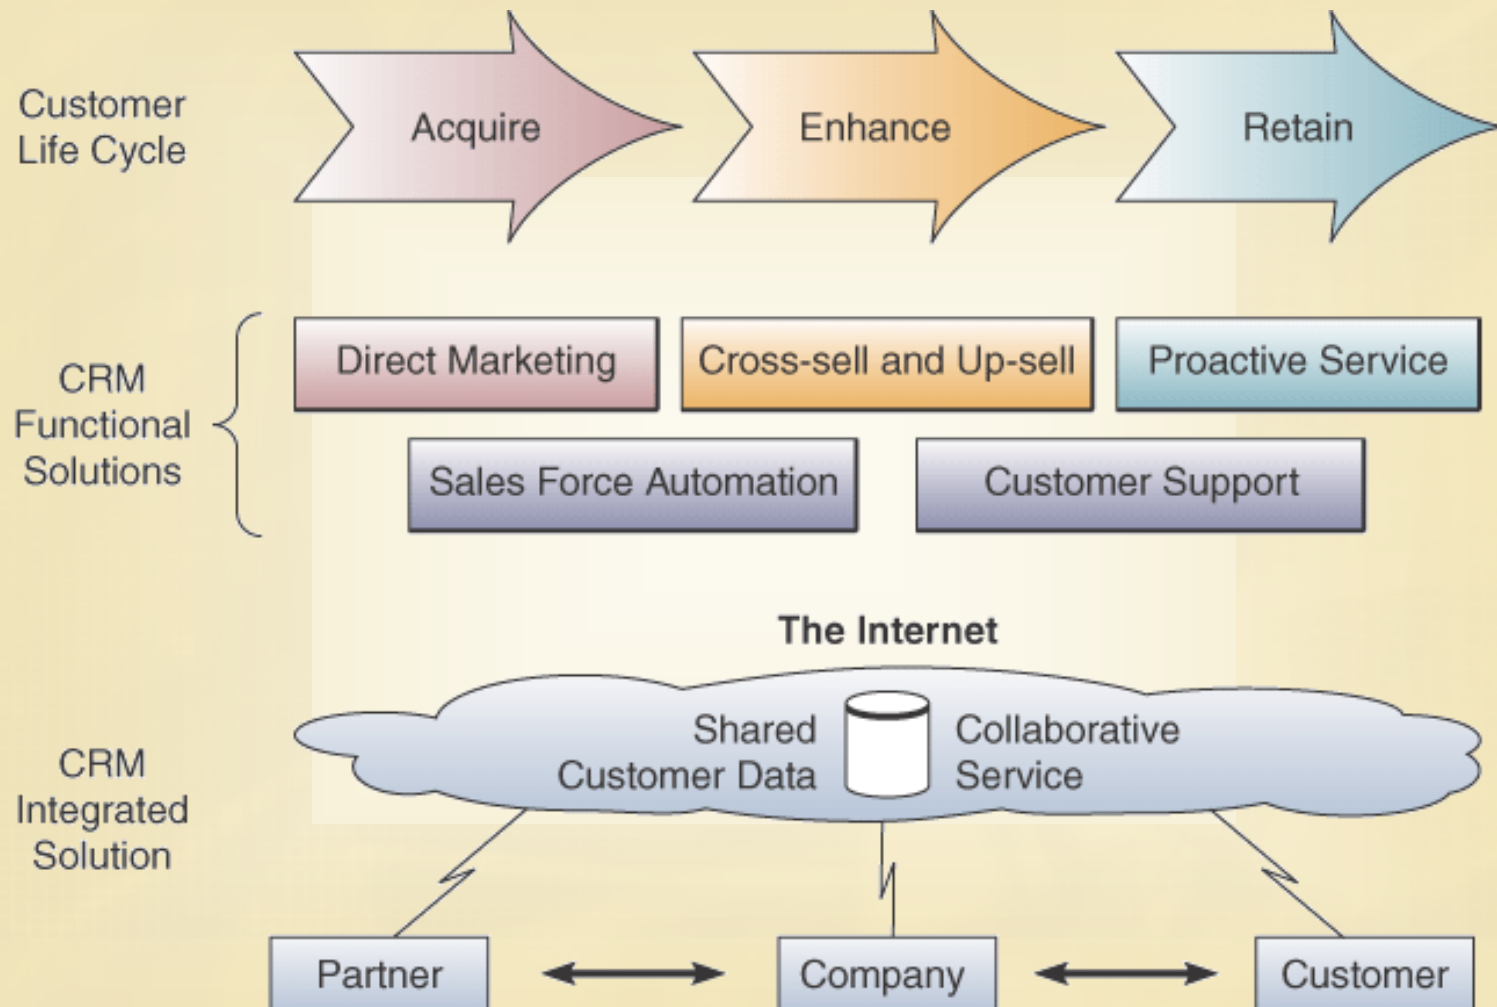 Customer
Life Cycle
Acquire
Enhance
Retain
CRM
Functional
Solutions
Direct Marketing
Cross-sell and Up-sell
Proactive Service
Sales Force Automation
Customer Support
The Internet
CRM
Integrated
Solution
Shared
Customer Data
Collaborative
Service
Partner
Company
Customer